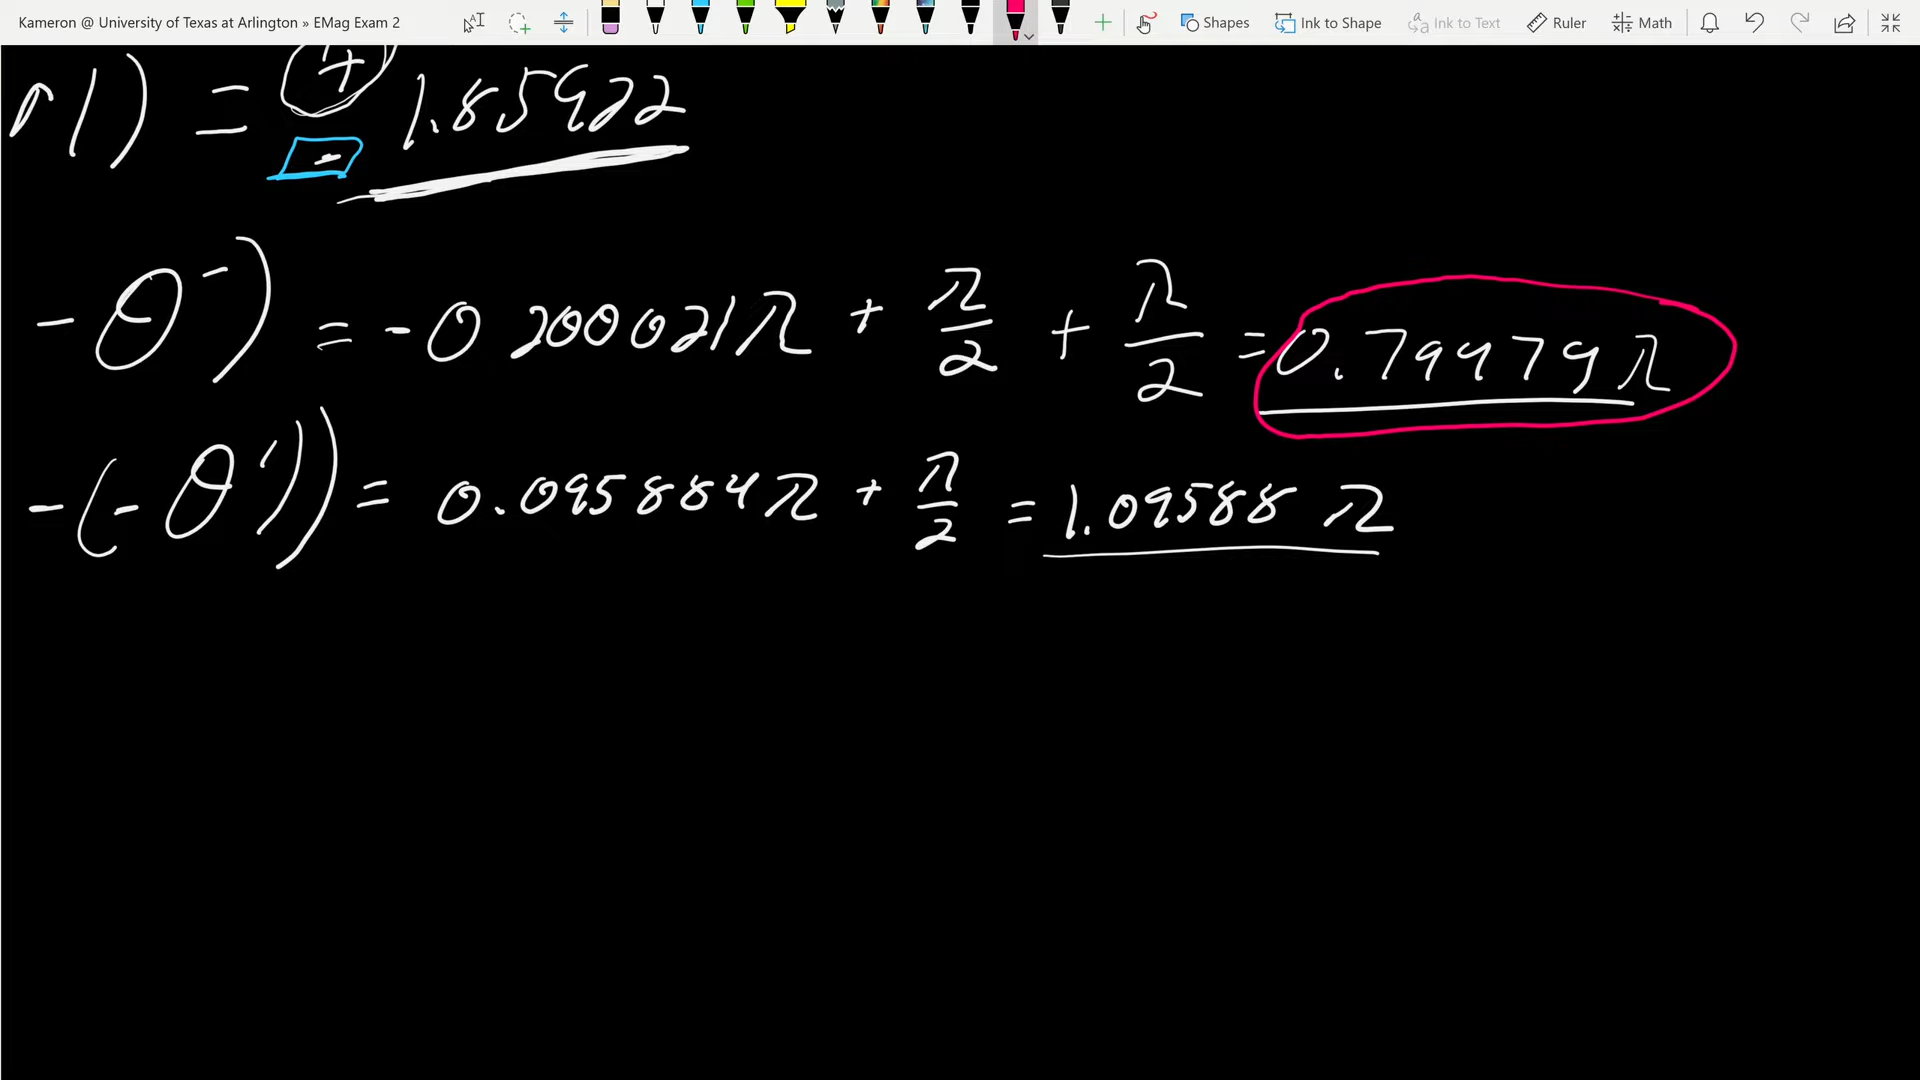 Kameron @ University of Texas at Arlington » EMag Exam 2
Shapes
Ink to Shape
Ink to Text
Ruler
Math
r1) = + 1.85922
-
-θ⁻) = -0 200021π + π/2 + π/2 = 0.79979π
-(-θ')) = 0.095884π + π/2 = 1.09588 π